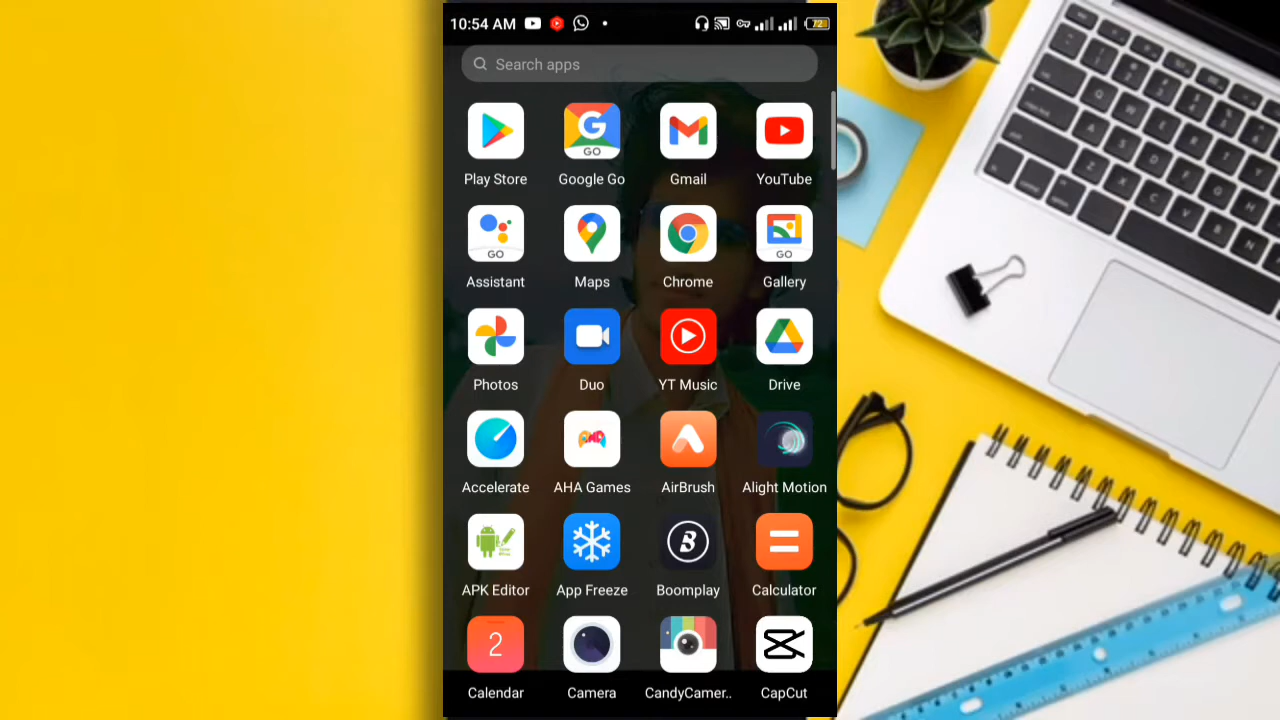 10:54 AM
72
Search apps
Play Store
Google Go
Gmail
YouTube
GO
Assistant
Maps
Chrome
Gallery
GO
GO
Photos
Duo
YT Music
Drive
Accelerate
AHA Games
AirBrush
Alight Motion
APK Editor
App Freeze
Boomplay
Calculator
2
Calendar
Camera
CandyCamer..
CapCut